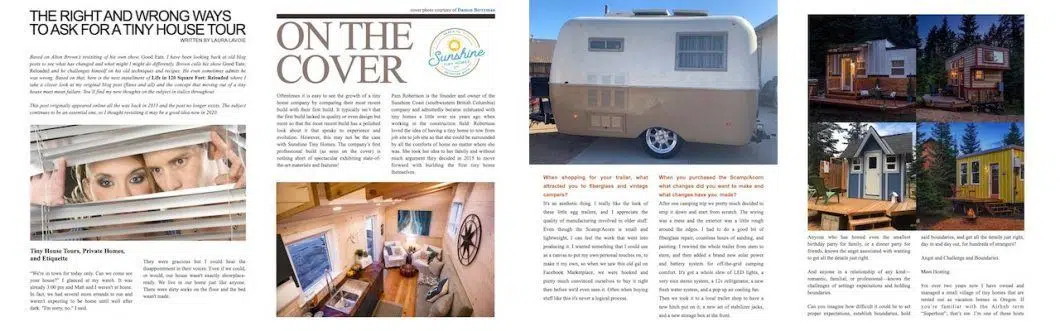 THE RIGHT AND WRONG WAYS
TO ASK FOR A TINY HOUSE TOUR
WRITTEN BY LAURA LAVOIE
Based on Alton Brown's revisiting of his own show, Good Eats, I have been looking back at old blog
posts to see what has changed and what might I might do differently. Brown calls his show Good Eats:
Reloaded and he challenges himself on his old techniques and recipes. He even sometimes admits he
was wrong. Based on that, here is the next installment of Life in 120 Square Feet: Reloaded where I
take a closer look at my original blog post (flaws and all) and the concept that moving out of a tiny
house must mean failure. You'll find my new thoughts on the subject in italics throughout.
This post originally appeared online all the way back in 2013 and the post no longer exists. The subject
continues to be an essential one, so I thought revisiting it may be a good idea now in 2020.
Tiny House Tours, Private Homes,
and Etiquette
"We're in town for today only. Can we come see
your house?" I glanced at my watch. It was
already 3:00 pm and Matt and I weren't at home.
In fact, we had several more errands to run and
weren't expecting to be home until well after
dark. "I'm sorry, no." I said.
They were gracious but I could hear the
disappointment in their voices. Even if we could,
or would, our house wasn't exactly showplace-
ready. We live in our home just like anyone.
There were dirty socks on the floor and the bed
wasn't made.
cover photo courtesy of
ON THE
COVER
Sunshine
TINY HOMES
Oftentimes it is easy to see the growth of a tiny
home company by comparing their most recent
build with their first build. It typically isn't that
the first build lacked in quality or even design but
more so that the most recent build has a polished
look about it that speaks to experience and
evolution. However, this may not be the case
with Sunshine Tiny Homes. The company's first
professional build (as seen on the cover) is
nothing short of spectacular exhibiting state-of-
the-art materials and features!
Pam Robertson is the founder and owner of the
Sunshine Coast (southwestern British Columbia)
company and admittedly became infatuated with
tiny homes a little over six years ago when
working in the construction field. Robertson
loved the idea of having a tiny home to tow from
job site to job site so that she could be surrounded
by all the comforts of home no matter where she
was. She took her idea to her family and without
much argument they decided in 2015 to move
forward with building the first tiny home
themselves.
When shopping for your trailer, what
attracted you to fiberglass and vintage
campers?
It's an aesthetic thing. I really like the look of
these little egg trailers, and I appreciate the
quality of manufacturing involved in older stuff.
Even though the Scamp/Acorn is small and
lightweight, I can feel the work that went into
producing it. I wanted something that I could use
as a canvas to put my own personal touches on, to
make it my own, so when we saw this old gal on
Facebook Marketplace, we were hooked and
pretty much convinced ourselves to buy it right
then before we'd even seen it. Often when buying
stuff like this it's never a logical process.
When you purchased the Scamp/Acorn
what changes did you want to make and
what changes have you made?
After one camping trip we pretty much decided to
strip it down and start from scratch. The wiring
was a mess and the exterior was a little rough
around the edges. I had to do a good bit of
fiberglass repair, countless hours of sanding, and
painting. I rewired the whole trailer from stem to
stern, and then added a brand new solar power
and battery system for off-the-grid camping
comfort. It's got a whole slew of LED lights, a
very nice stereo system, a 12v refrigerator, a new
fresh water system, and a pop up air cooling fan.
Then we took it to a local trailer shop to have a
new hitch put on it, a new set of stabilizer jacks,
and a new storage box at the front.
Anyone who has hosted even the smallest
birthday party for family, or a dinner party for
friends, knows the angst associated with wanting
to get all the details just right.
And anyone in a relationship of any kind—
romantic, familial, or professional—knows the
challenges of settings expectations and holding
boundaries.
Can you imagine how difficult it could be to set
proper expectations, establish boundaries, hold
said boundaries, and get all the details just right,
day in and day out, for hundreds of strangers?
Angst and Challenge and Boundaries.
Mass Hosting.
For over two years now I have owned and
managed a small village of tiny homes that are
rented out as vacation homes in Oregon. If
you're familiar with the Airbnb term
"Superhost", that's me. I'm one of those hosts